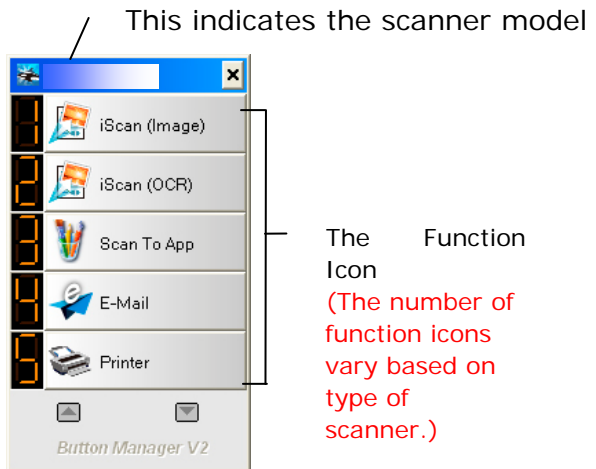 This indicates the scanner model
1 iScan (Image)
2 iScan (OCR)
3 Scan To App
4 E-Mail
5 Printer
Button Manager V2
The Function
Icon
(The number of
function icons
vary based on
type of
scanner.)